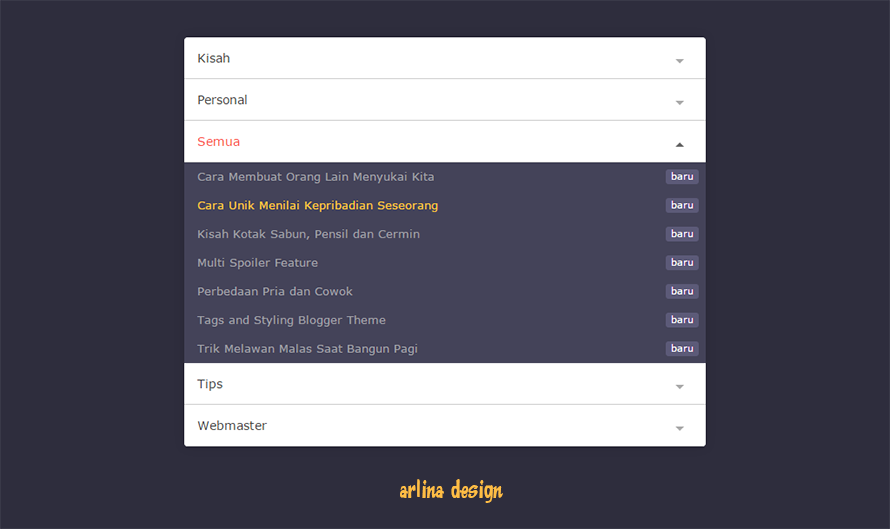 Kisah
Personal
Semua
Cara Membuat Orang Lain Menyukai Kita baru
Cara Unik Menilai Kepribadian Seseorang baru
Kisah Kotak Sabun, Pensil dan Cermin baru
Multi Spoiler Feature baru
Perbedaan Pria dan Cowok baru
Tags and Styling Blogger Theme baru
Trik Melawan Malas Saat Bangun Pagi baru
Tips
Webmaster
arlina design